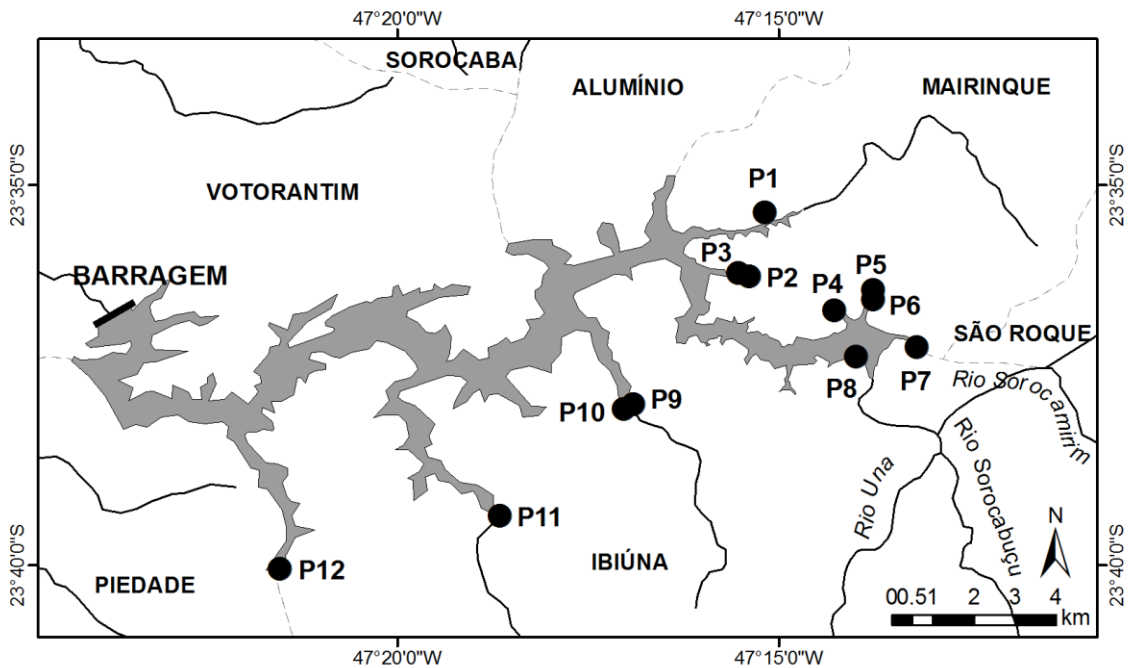 47°20'0"W
47°15'0"W
SOROCABA
ALUMÍNIO
MAIRINQUE
23°35'0"S
23°35'0"S
VOTORANTIM
P1
P3
P2
BARRAGEM
P5
P4
P6
SÃO ROQUE
P8
P7
Rio Sorocamirim
P10
P9
Rio Una
Rio Sorocabuçu
P11
N
23°40'0"S
23°40'0"S
PIEDADE
P12
IBIÚNA
00.51 2 3 4
km
47°20'0"W
47°15'0"W